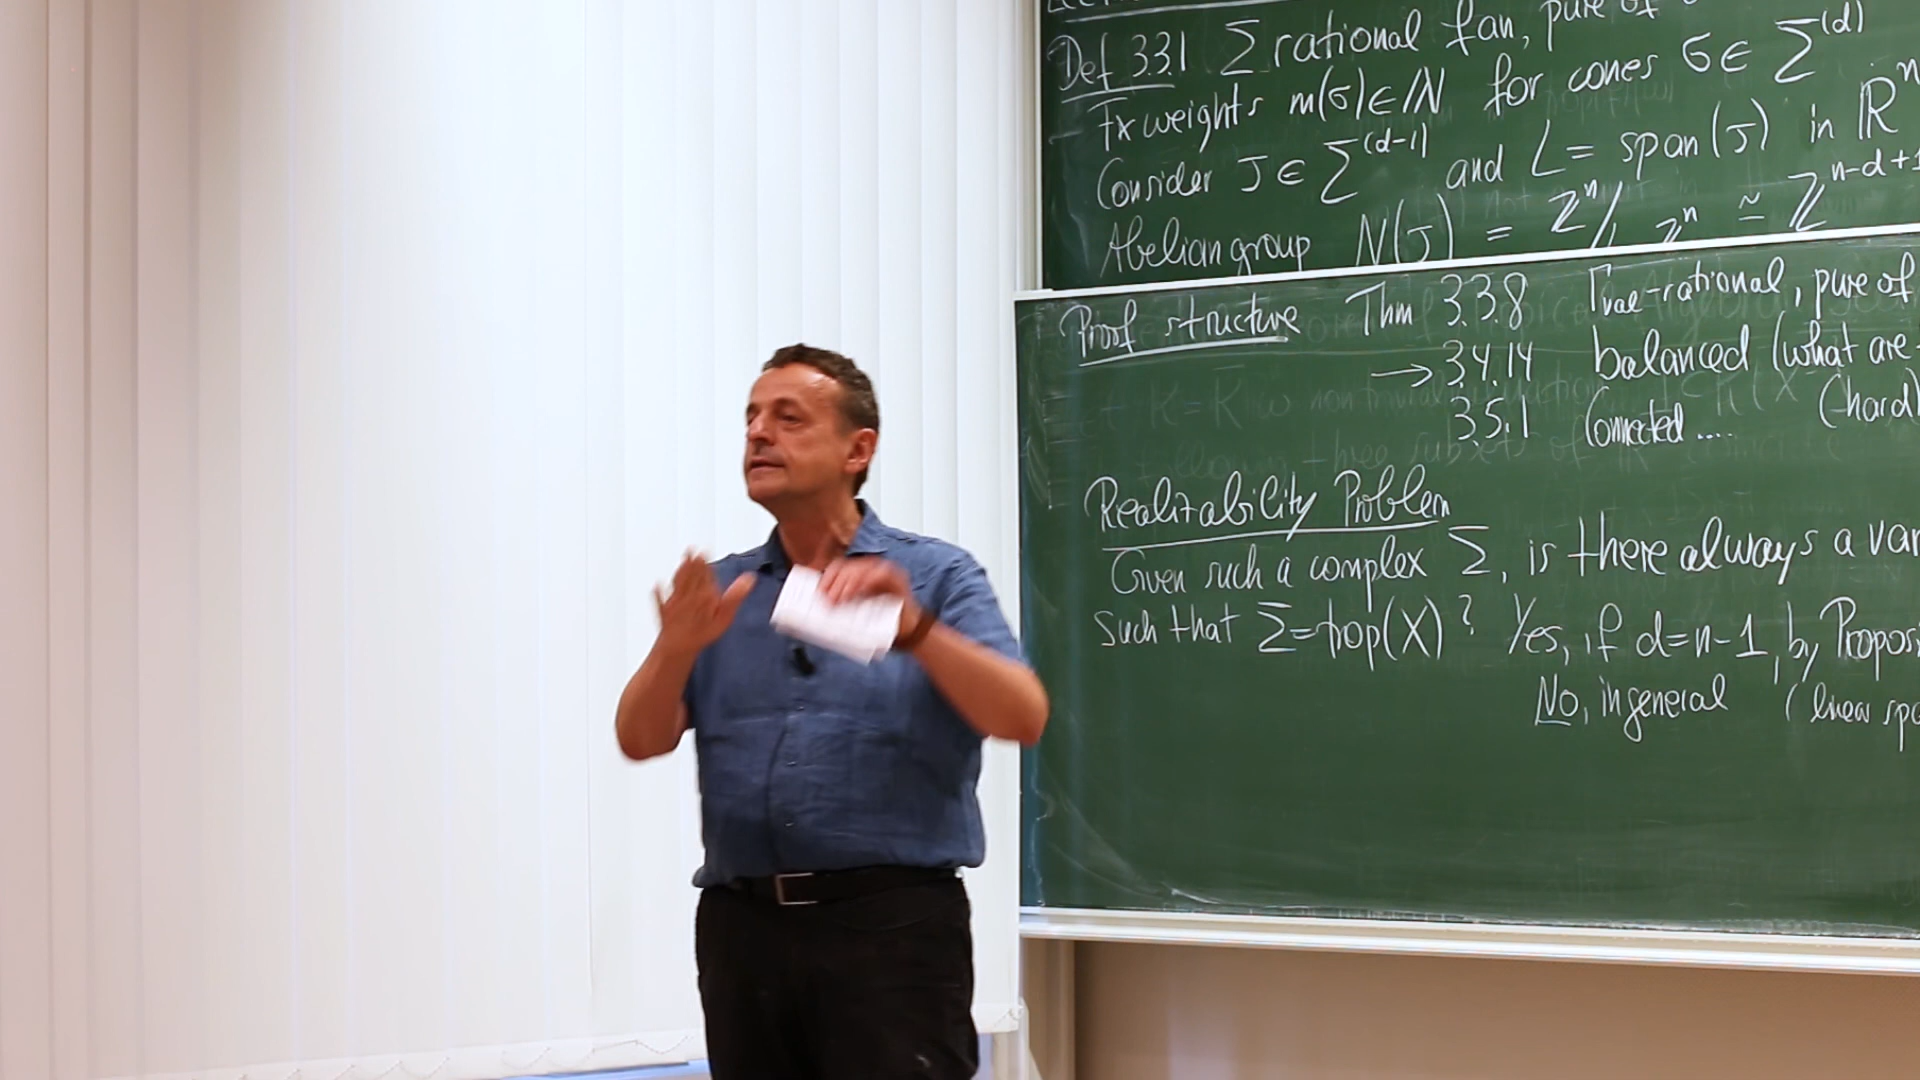 Def 3.3.1 Σ rational fan, pure of
Fix weights m(σ)∈ℕ for cones σ∈ Σ^(d)
Consider τ∈ Σ^(d-1) and L = span(τ) in ℝ^n
Abelian group N(τ) = ℤ^n/ ℤ^n ≃ ℤ^n-d+1
Proof structure Thm 3.3.8 Γval-rational, pure of
→ 3.4.14 balanced (what are
3.5.1 Connected .... (hard)
Realizability Problem
Given such a complex Σ, is there always a var
such that Σ=trop(X)? Yes, if d=n-1, by Propos
No, in general (linear spa